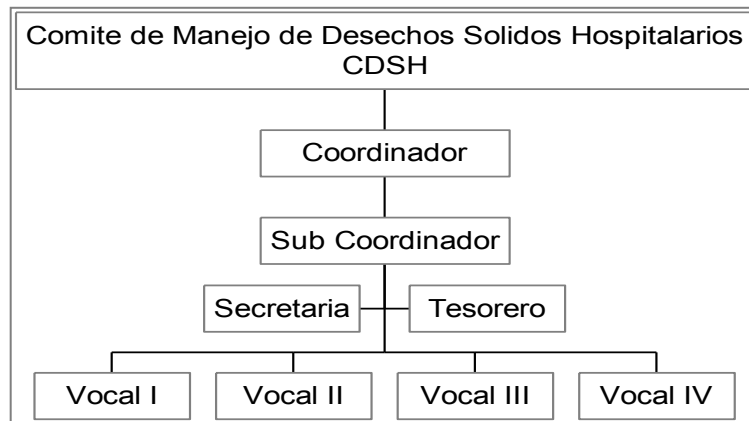 Comite de Manejo de Desechos Solidos Hospitalarios
CDSH
Coordinador
Sub Coordinador
Secretaria
Tesorero
Vocal I
Vocal II
Vocal III
Vocal IV